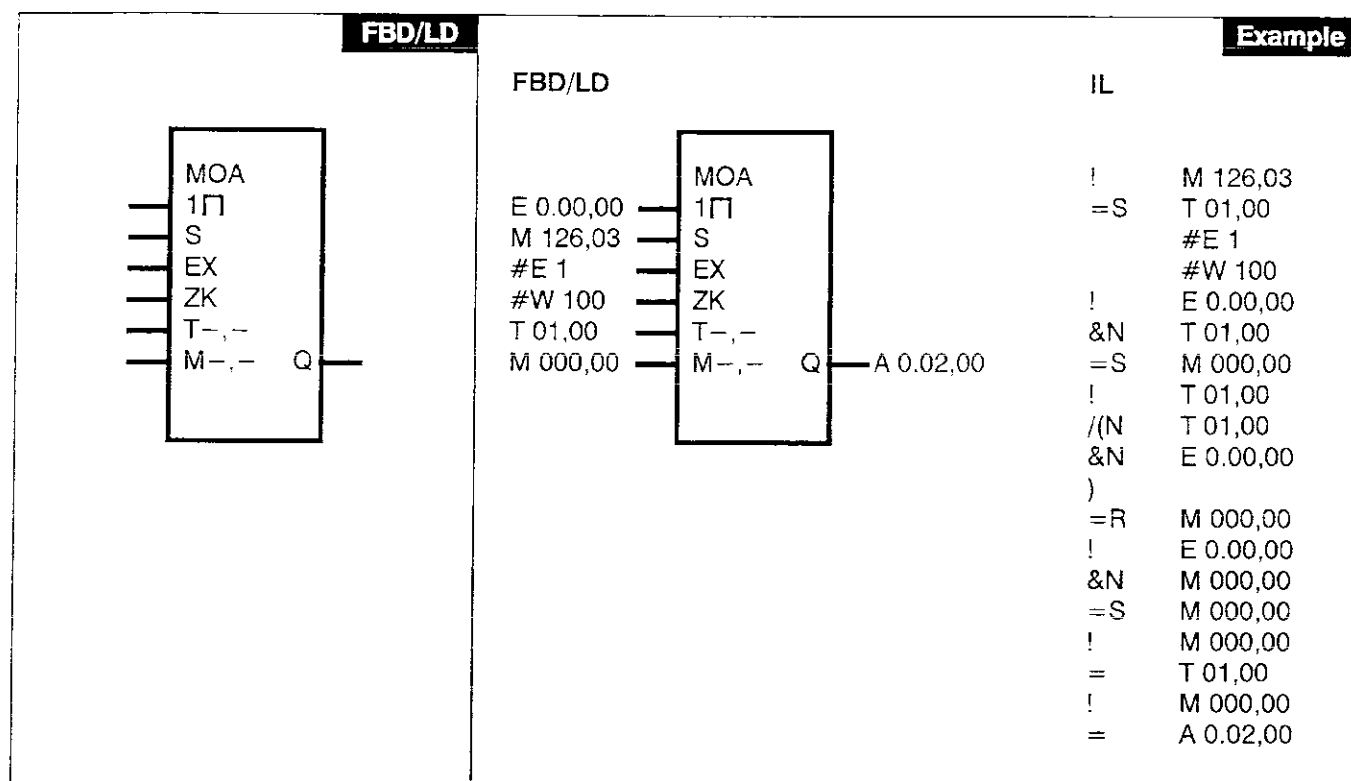 FBD/LD
MOA
1⊓
S
EX
ZK
T–,–
M–,– Q
Example
FBD/LD
MOA
E 0.00,00 1⊓
M 126,03 S
#E 1 EX
#W 100 ZK
T 01,00 T–,–
M 000,00 M–,– Q A 0.02,00
IL
! M 126,03
=S T 01,00
#E 1
#W 100
! E 0.00,00
&N T 01,00
=S M 000,00
! T 01,00
/(N T 01,00
&N E 0.00,00
)
=R M 000,00
! E 0.00,00
&N M 000,00
=S M 000,00
! M 000,00
= T 01,00
! M 000,00
= A 0.02,00